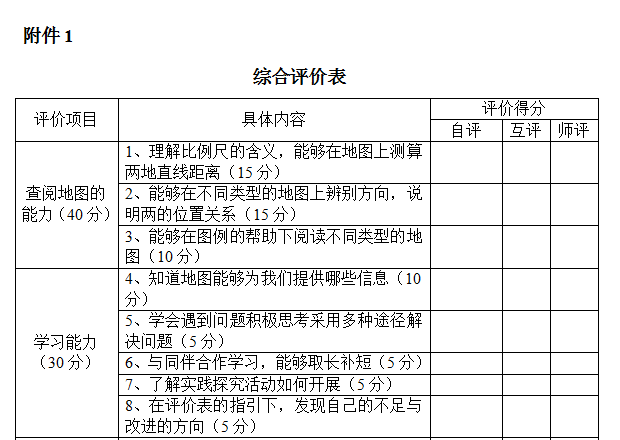 附件 1
综合评价表
评价项目
具体内容
评价得分
自评
互评
师评
查阅地图的
能力（40 分）
1、理解比例尺的含义，能够在地图上测算
两地直线距离（15 分）
2、能够在不同类型的地图上辨别方向，说
明两的位置关系（15 分）
3、能够在图例的帮助下阅读不同类型的地
图（10 分）
学习能力
（30 分）
4、知道地图能够为我们提供哪些信息（10
分）
5、学会遇到问题积极思考采用多种途径解
决问题（5 分）
6、与同伴合作学习，能够取长补短（5 分）
7、了解实践探究活动如何开展（5 分）
8、在评价表的指引下，发现自己的不足与
改进的方向（5 分）